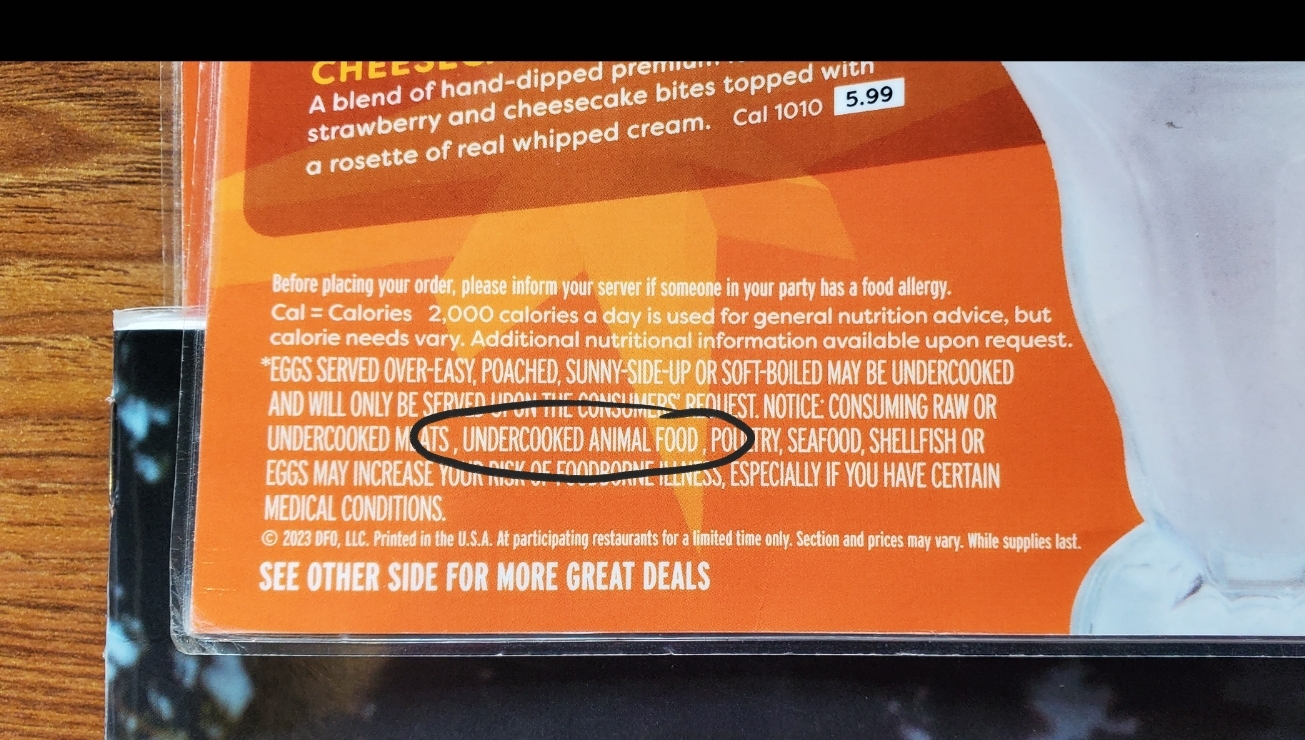 A blend of hand-dipped premium
strawberry and cheesecake bites topped with
a rosette of real whipped cream. Cal 1010 5.99
Before placing your order, please inform your server if someone in your party has a food allergy.
Cal = Calories 2,000 calories a day is used for general nutrition advice, but
calorie needs vary. Additional nutritional information available upon request.
*EGGS SERVED OVER-EASY, POACHED, SUNNY-SIDE-UP OR SOFT-BOILED MAY BE UNDERCOOKED
AND WILL ONLY BE SERVED UPON THE CONSUMERS' REQUEST. NOTICE: CONSUMING RAW OR
UNDERCOOKED MEATS , UNDERCOOKED ANIMAL FOOD , POULTRY, SEAFOOD, SHELLFISH OR
EGGS MAY INCREASE YOUR RISK OF FOODBORNE ILLNESS, ESPECIALLY IF YOU HAVE CERTAIN
MEDICAL CONDITIONS.
© 2023 DFO, LLC. Printed in the U.S.A. At participating restaurants for a limited time only. Section and prices may vary. While supplies last.
SEE OTHER SIDE FOR MORE GREAT DEALS